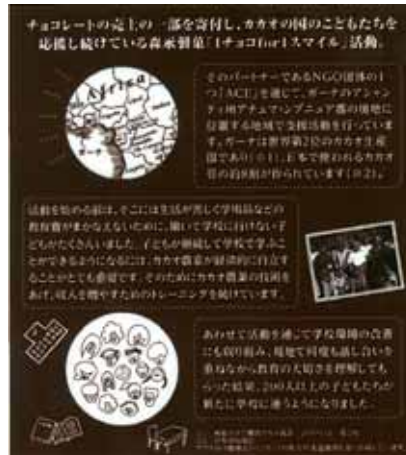 チョコレートの売上の一部を寄付し、カカオの国のこどもたちを
応援し続けている森永製菓「1チョコfor1スマイル」活動。
そのパートナーであるNGO団体の1
つ「ACE」を通じて、ガーナのアシャン
ティ州アチュマ・ンプニュア郡の
に位置する地域で支援活動を行っていま
す。ガーナは世界第2位のカカオ生産
国であり(※1)、日本で使われるカカオ
豆の約8割が作られています(※2)。
Africa
ガーナ
活動を始める前は、そこには生活が苦しく学用品などの
教育費がまかなえないために、働いて学校に行けない子
どもがたくさんいました。子どもが継続して学校で学ぶこ
とができるようになるには、カカオ農家が経済的に自立す
ることがとても重要です。そのためにカカオ農業の技術を
あげ、収入を増やすためのトレーニングを続けています。
あわせて活動を通じて学校環境の改善
にも取り組み、現地で何度も話し合いを
重ねながら教育の大切さを理解しても
らった結果、200人以上の子どもたちが
新たに学校に通うようになりました。